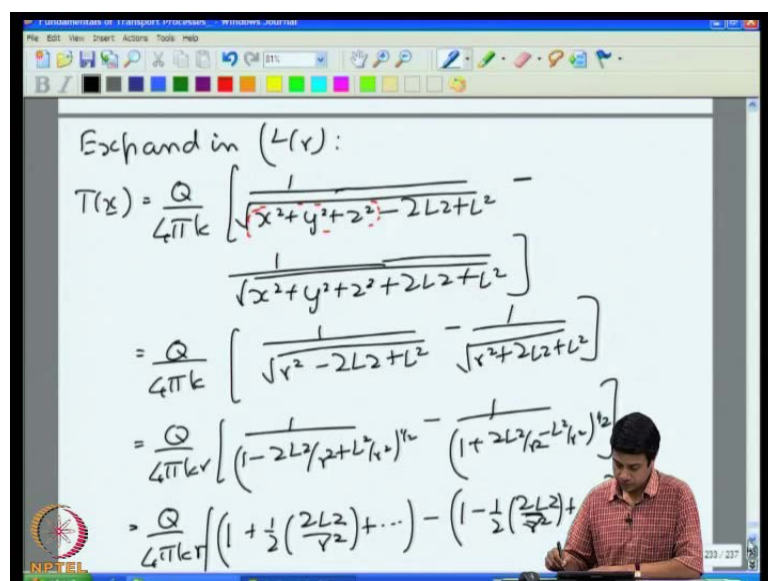 Fundamentals of Transport Processes_ - Windows Journal
File Edit View Insert Actions Tools Help
81%
B I
Expand in (L/r):
T(x) = Q/4πk [ 1/√(x²+y²+z²) - 2Lz + L² -
1/√x²+y²+z²+2Lz+L² ]
= Q/4πk [ 1/√r²-2Lz+L² - 1/√r²+2Lz+L² ]
= Q/4πkr [ 1/(1-2Lz/r²+L²/r²)^1/2 - 1/(1+2Lz/r²-L²/r²)^1/2 ]
= Q/4πkr [ (1 + 1/2 (2Lz/r²) + ···) - (1 - 1/2 (2Lz/r²) +
233 / 237
NPTEL